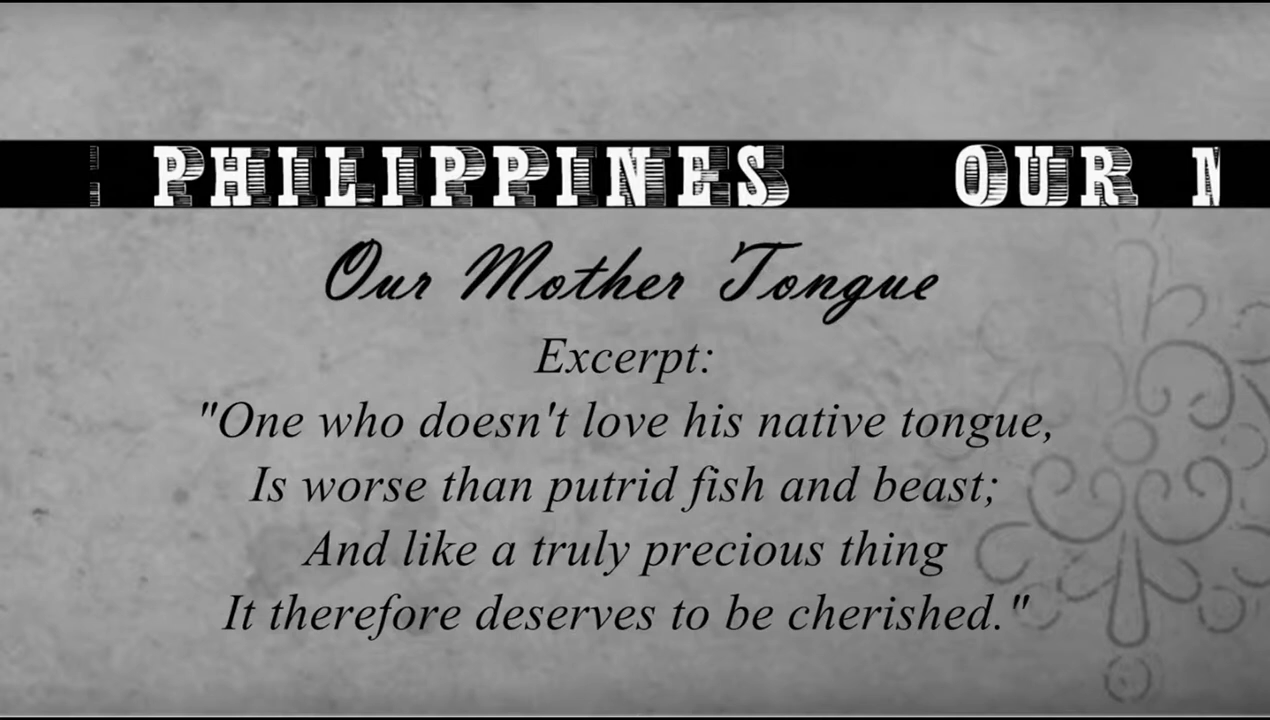 PHILIPPINES OUR
Our Mother Tongue
Excerpt:
"One who doesn't love his native tongue,
Is worse than putrid fish and beast;
And like a truly precious thing
It therefore deserves to be cherished."